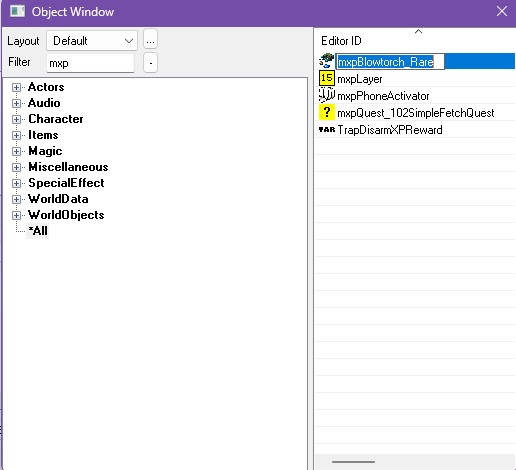 Object Window
Layout Default ...
Filter mxp -
Actors
Audio
Character
Items
Magic
Miscellaneous
SpecialEffect
WorldData
WorldObjects
*All
Editor ID
mxpBlowtorch_Rare
15 mxpLayer
mxpPhoneActivator
? mxpQuest_102SimpleFetchQuest
VAR TrapDisarmXPReward